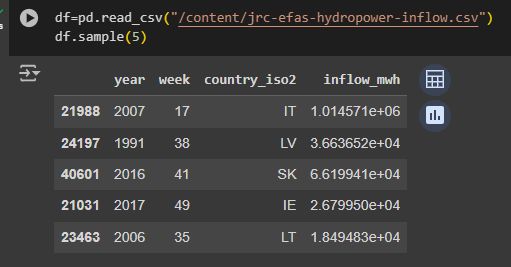 df=pd.read_csv("/content/jrc-efas-hydropower-inflow.csv")
df.sample(5)
year week country_iso2 inflow_mwh
21988 2007 17 IT 1.014571e+06
24197 1991 38 LV 3.663652e+04
40601 2016 41 SK 6.619941e+04
21031 2017 49 IE 2.679950e+04
23463 2006 35 LT 1.849483e+04